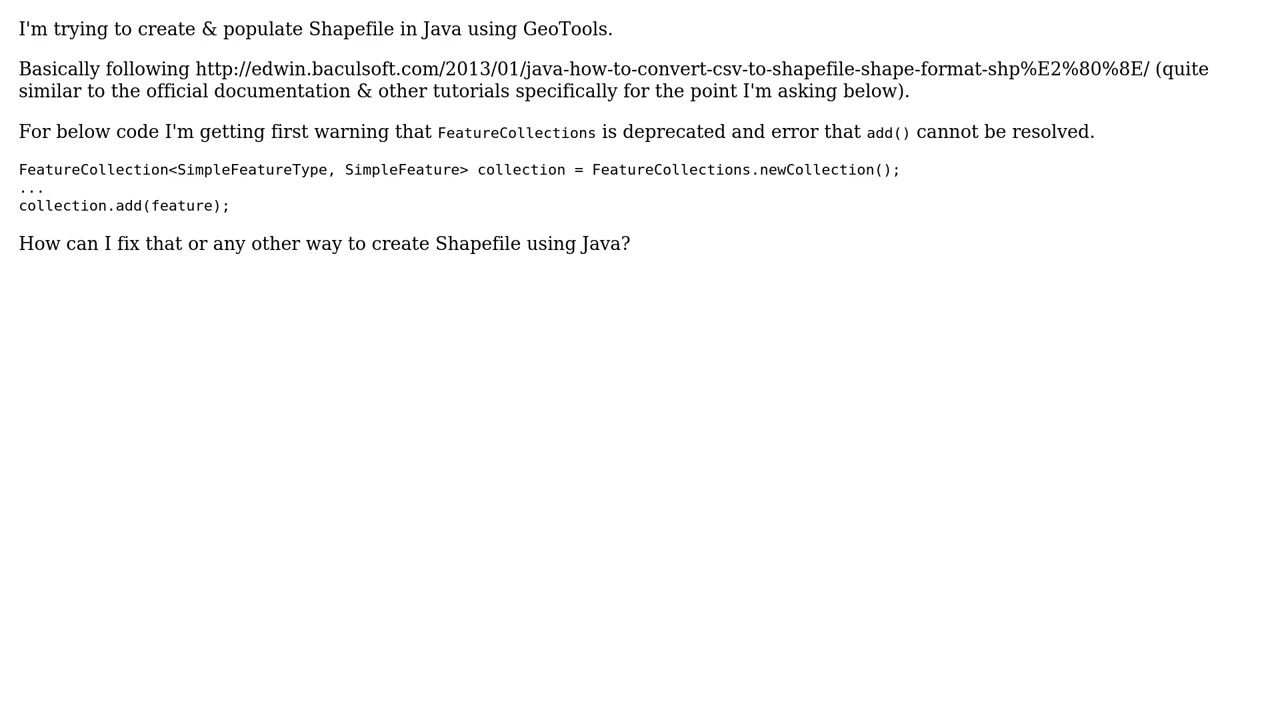 I'm trying to create & populate Shapefile in Java using GeoTools.
Basically following http://edwin.baculsoft.com/2013/01/java-how-to-convert-csv-to-shapefile-shape-format-shp%E2%80%8E/ (quite
similar to the official documentation & other tutorials specifically for the point I'm asking below).
For below code I'm getting first warning that FeatureCollections is deprecated and error that add() cannot be resolved.
FeatureCollection<SimpleFeatureType, SimpleFeature> collection = FeatureCollections.newCollection();
...
collection.add(feature);
How can I fix that or any other way to create Shapefile using Java?